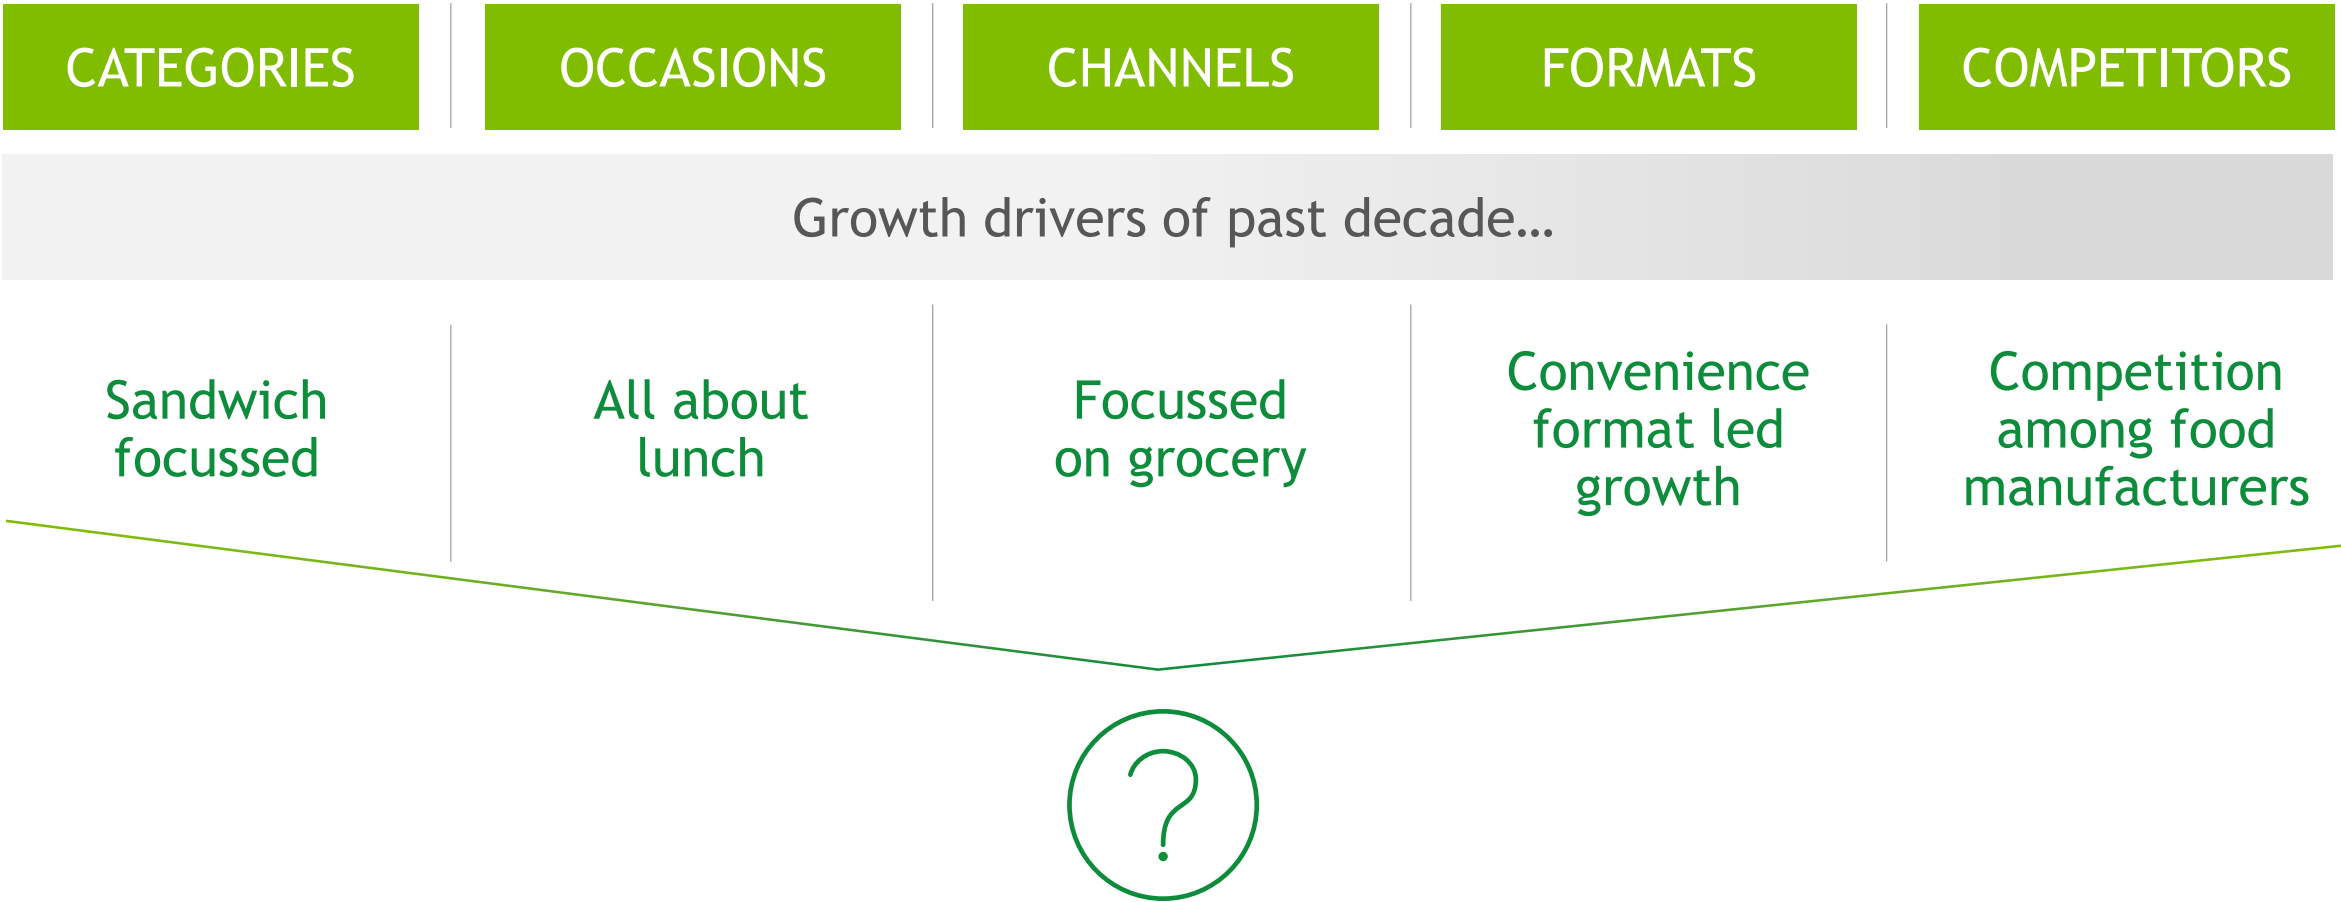 CATEGORIES
OCCASIONS
CHANNELS
FORMATS
COMPETITORS
Growth drivers of past decade…
Sandwich
focussed
All about
lunch
Focussed
on grocery
Convenience
format led
growth
Competition
among food
manufacturers
?